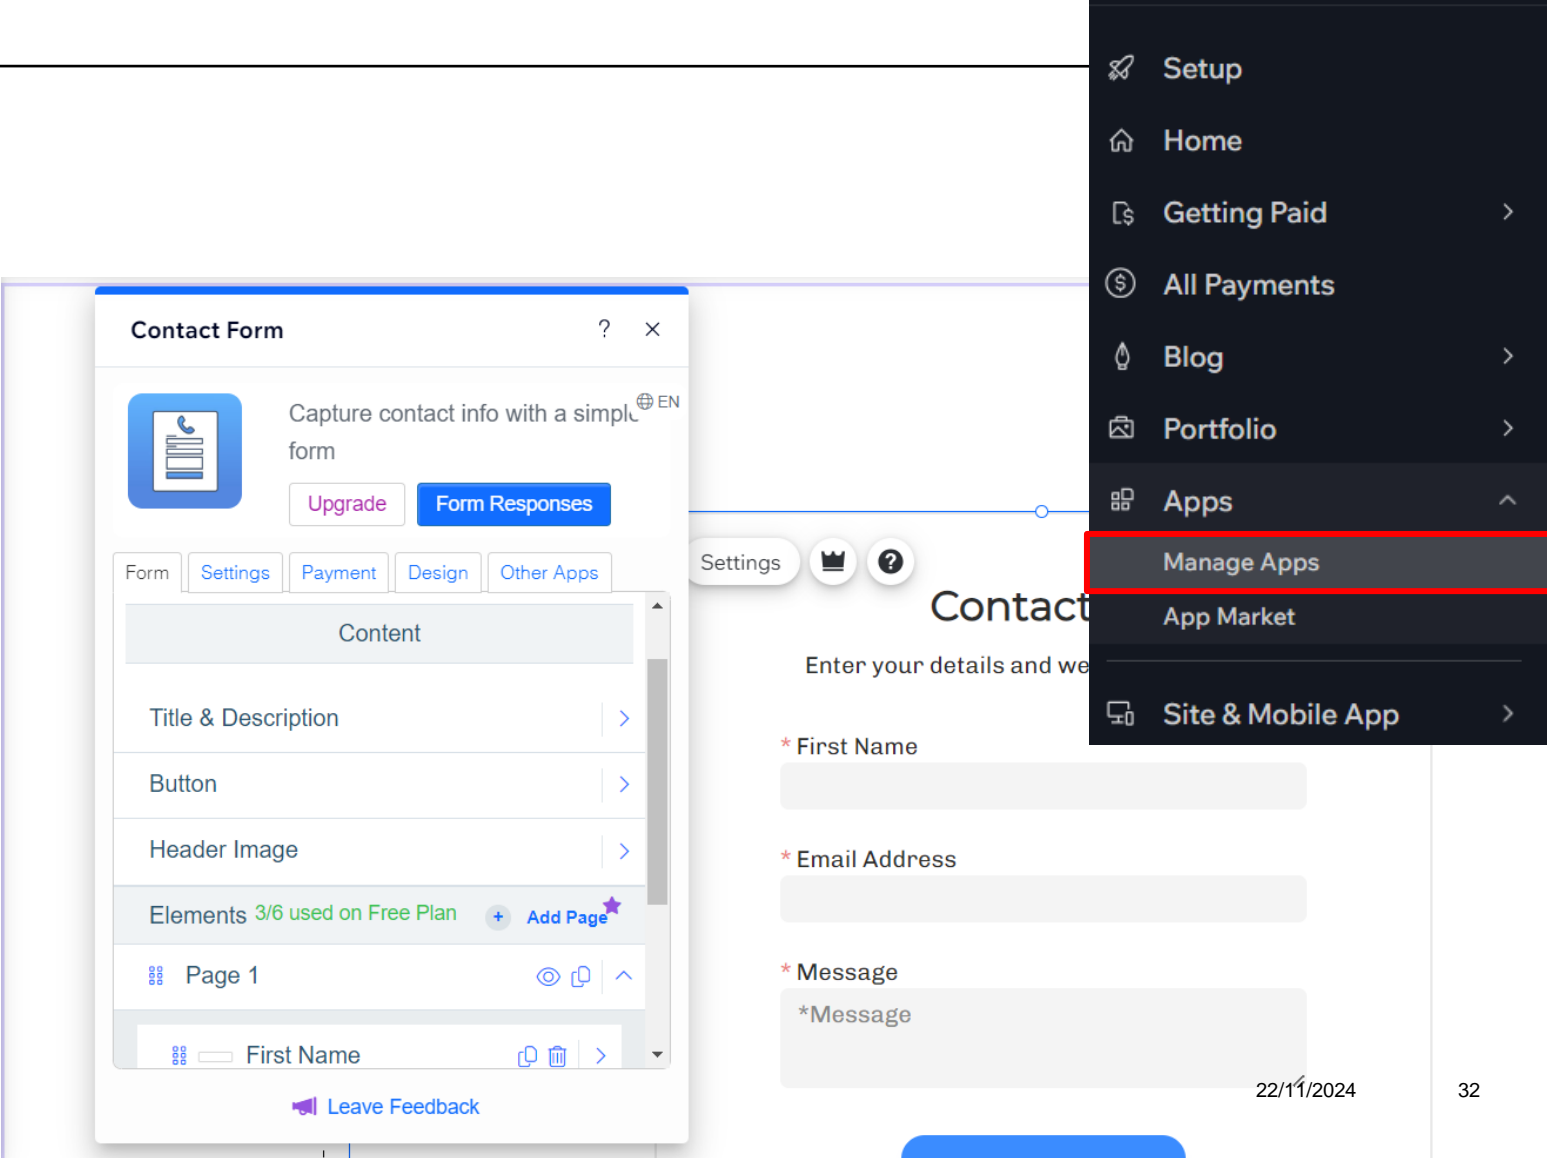 Setup
Home
Getting Paid
All Payments
Blog
Portfolio
Apps
Manage Apps
App Market
Site & Mobile App
Contact Form
?
EN
Capture contact info with a simple
form
Upgrade
Form Responses
Form
Settings
Payment
Design
Other Apps
Content
Title & Description
Button
Header Image
Elements 3/6 used on Free Plan
+ Add Page
Page 1
First Name
Leave Feedback
Settings
?
Contact
Enter your details and we
* First Name
* Email Address
* Message
*Message
22/11/2024
32